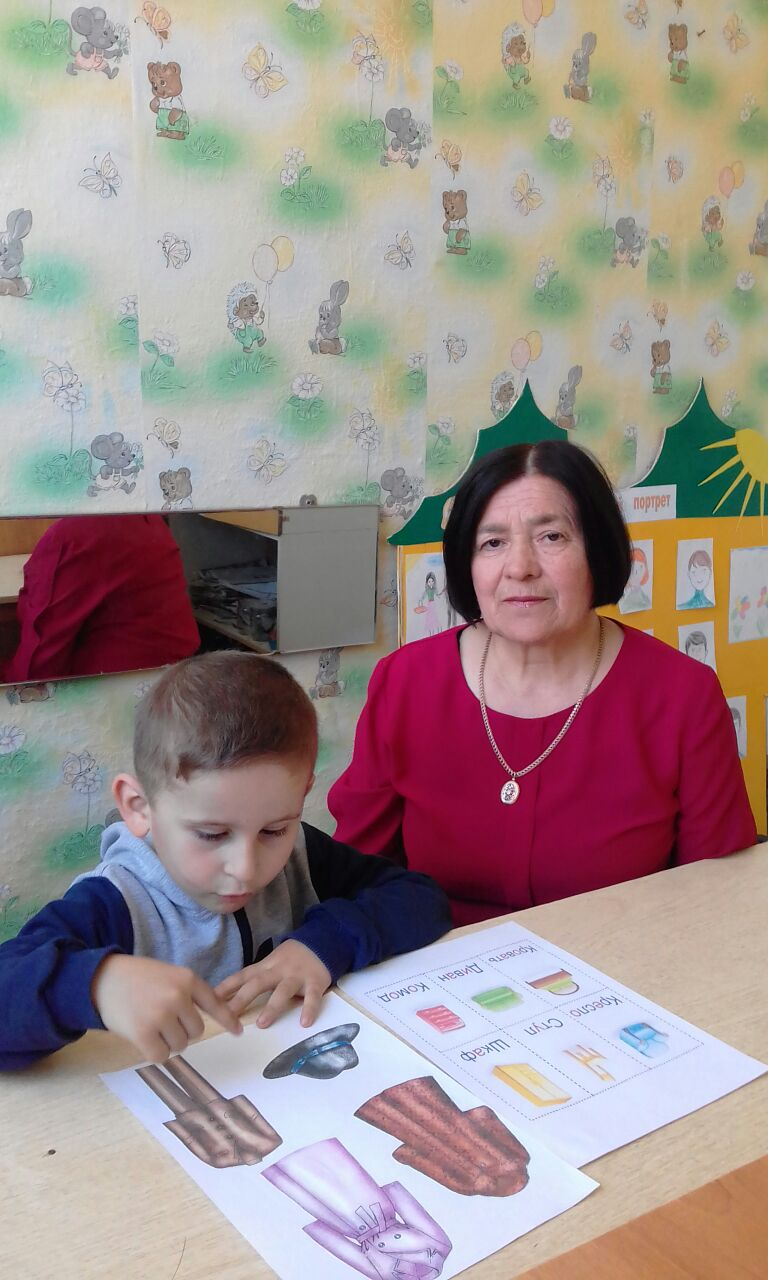 портрет
Кресло
Стул
Шкаф
Кровать
Диван
Комод